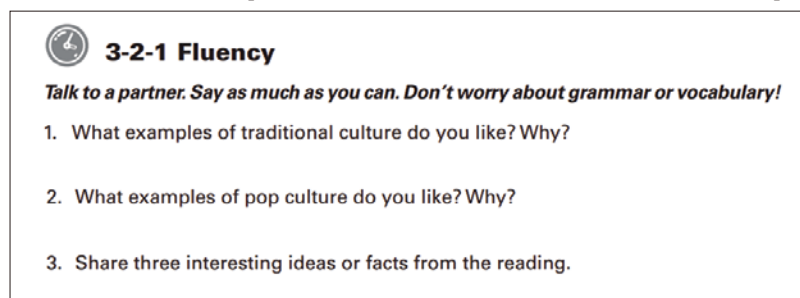 3-2-1 Fluency
Talk to a partner. Say as much as you can. Don't worry about grammar or vocabulary!
1. What examples of traditional culture do you like? Why?
2. What examples of pop culture do you like? Why?
3. Share three interesting ideas or facts from the reading.